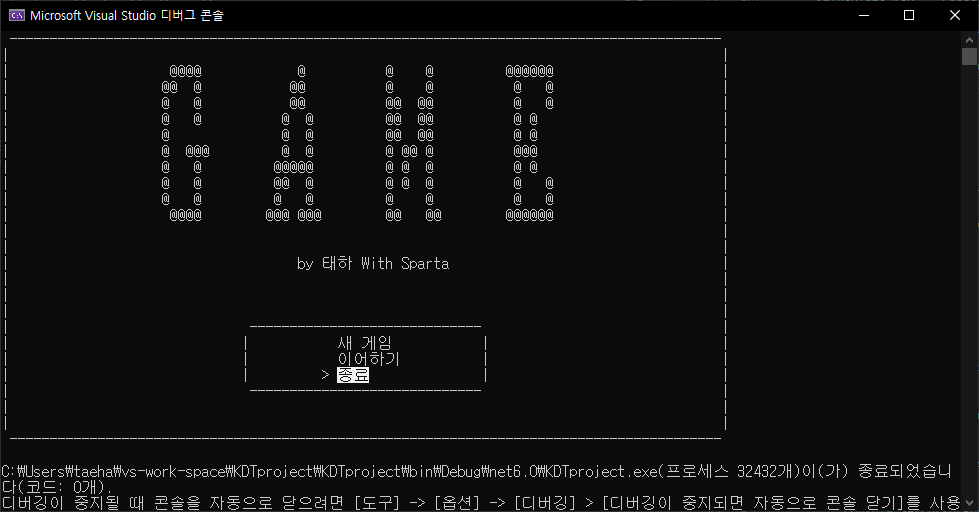 Microsoft Visual Studio 디버그 콘솔
GAME
by 태하 With Sparta
새 게임
이어하기
> 종료
C:\Users\taeha\vs-work-space\KDTproject\KDTproject\bin\Debug\net6.0\KDTproject.exe(프로세스 32432개)이(가) 종료되었습니
다(코드: 0개).
디버깅이 중지될 때 콘솔을 자동으로 닫으려면 [도구] -> [옵션] -> [디버깅] > [디버깅이 중지되면 자동으로 콘솔 닫기]를 사용